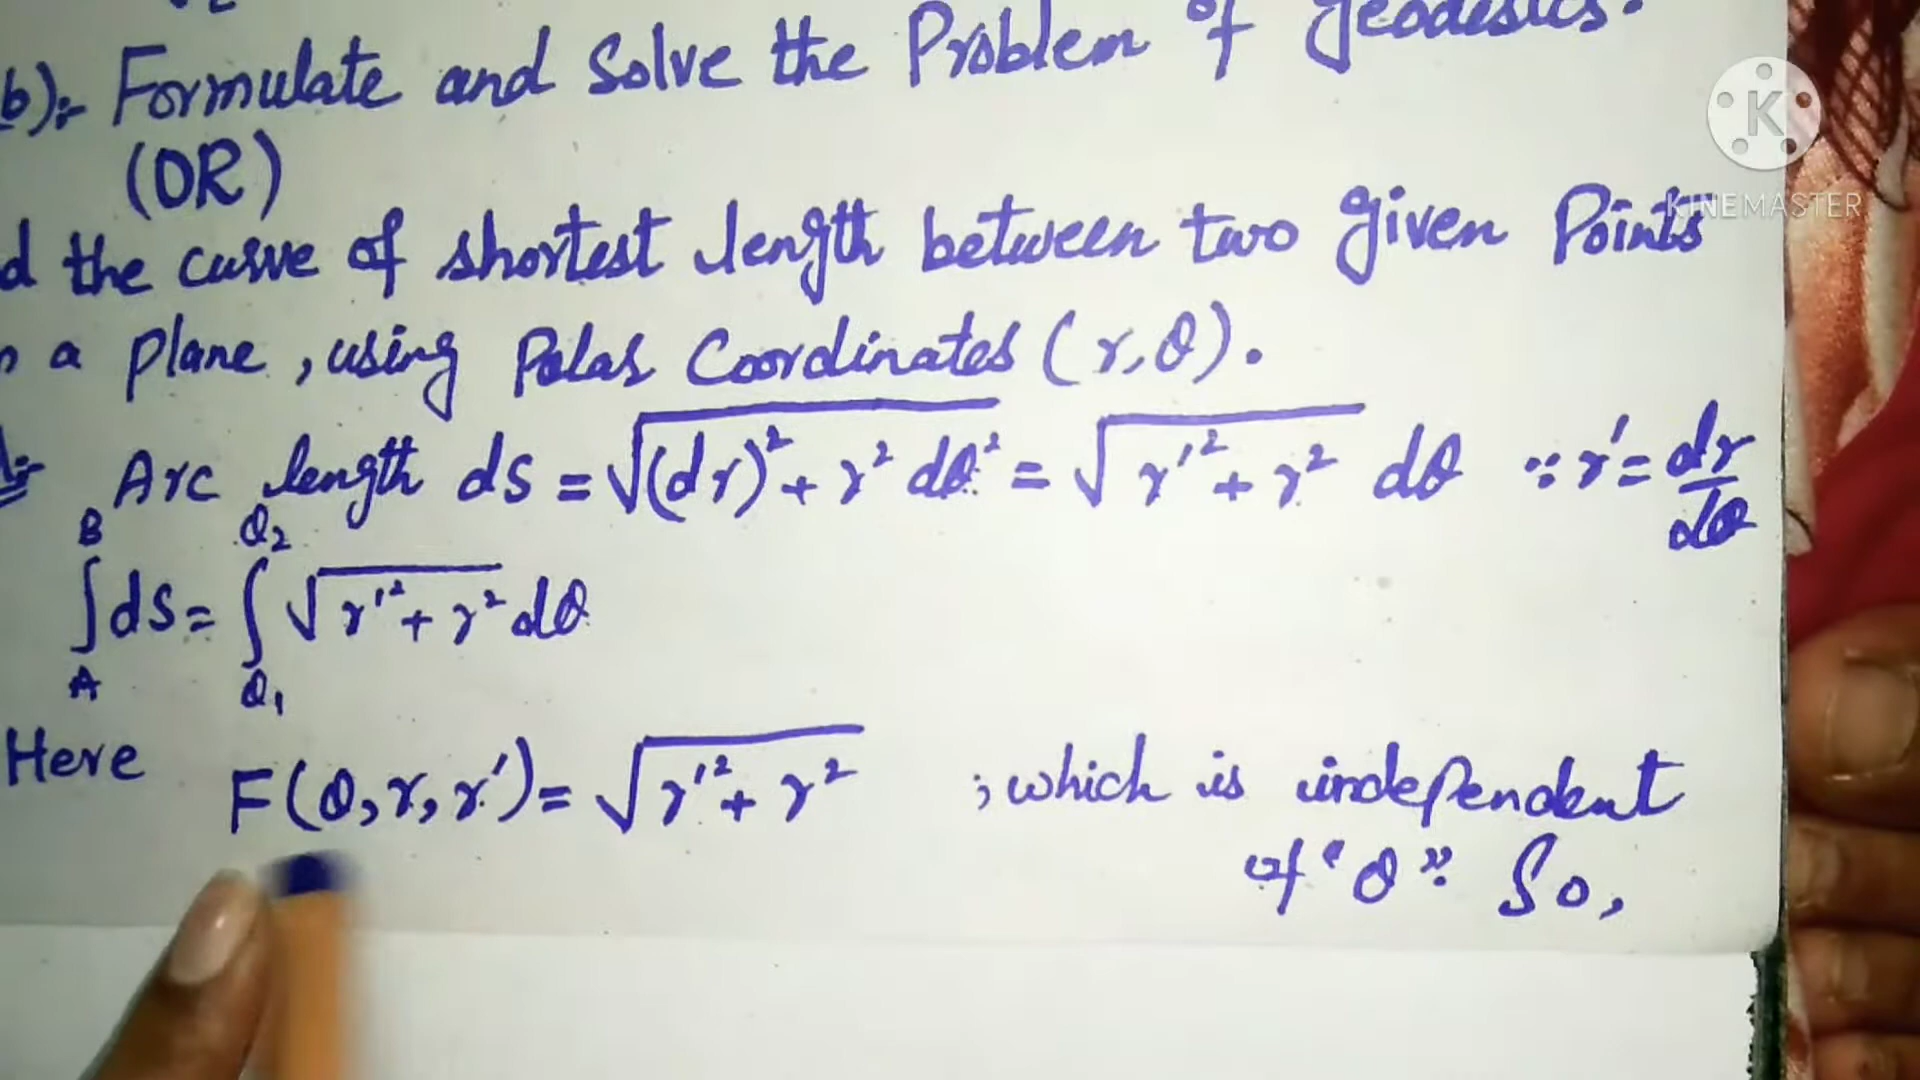 b):- Formulate and Solve the Problem of geodesics.
(OR)
d the curve of shortest length between two given Points
a plane, using Polar Coordinates (r, θ).
Arc length ds = √(dr)² + r² dθ² = √r'² + r² dθ ∵ r' = dr/dθ
∫_A^B ds = ∫_θ₁^θ₂ √r'² + r² dθ
Here F(θ, r, r') = √r'² + r² ; which is independent
of "θ". So,
K
KINEMASTER